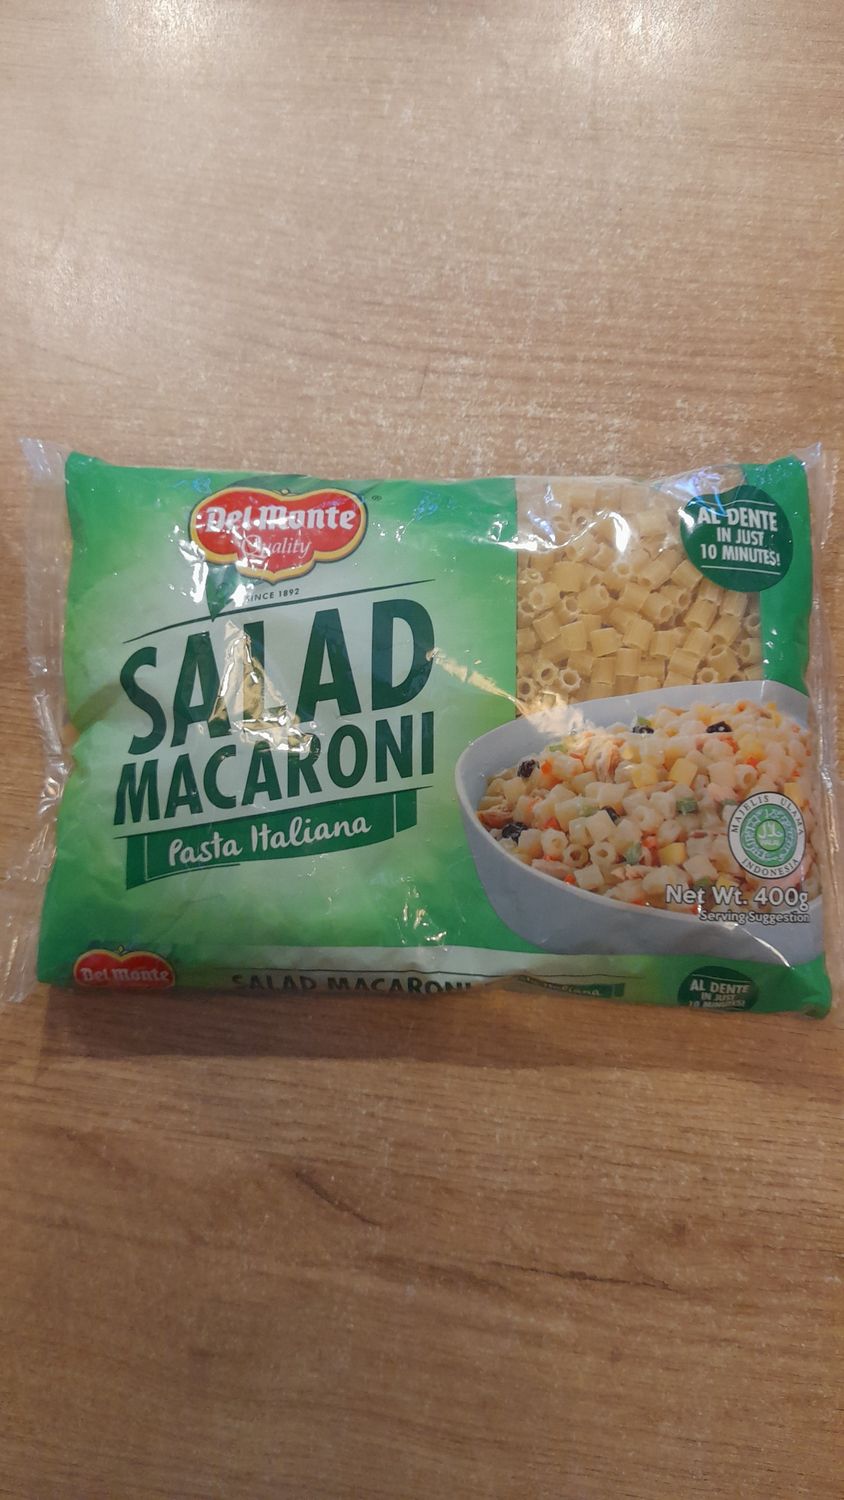 Del Monte
Quality
®
SINCE 1892
SALAD
MACARONI
Pasta Italiana
AL DENTE
IN JUST
10 MINUTES!
MAJELIS ULAMA
INDONESIA
Net Wt. 400g
Serving Suggestion
Del Monte
SALAD MACARONI
AL DENTE
IN JUST
10 MINUTES!